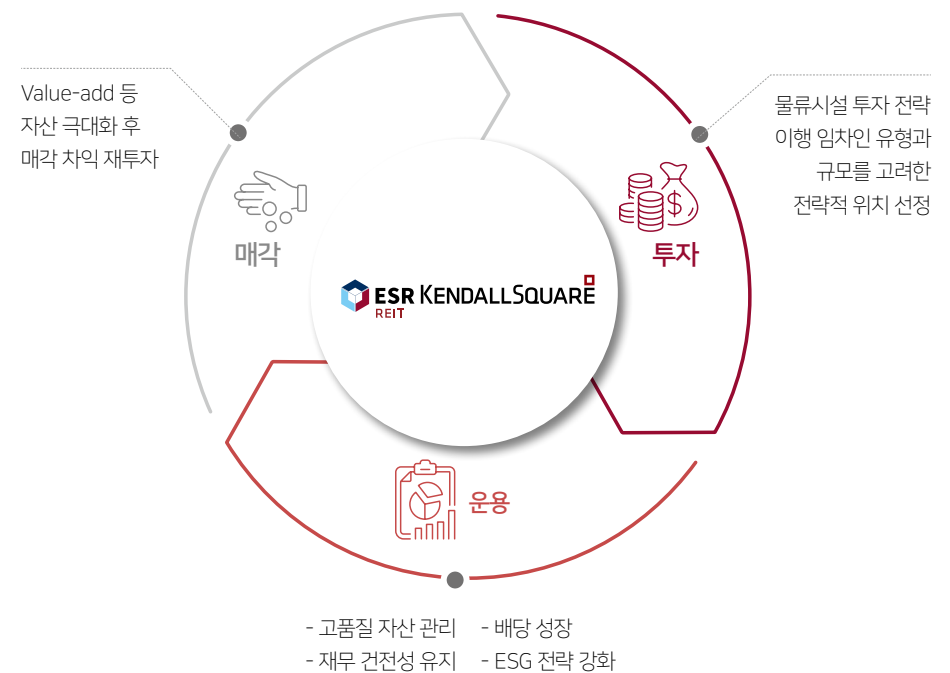 Value-add 등
자산 극대화 후
매각 차익 재투자
매각
물류시설 투자 전략
이행 임차인 유형과
규모를 고려한
전략적 위치 선정
$
투자
ESR KENDALLSQUARE
REIT
운용
- 고품질 자산 관리 - 배당 성장
- 재무 건전성 유지 - ESG 전략 강화